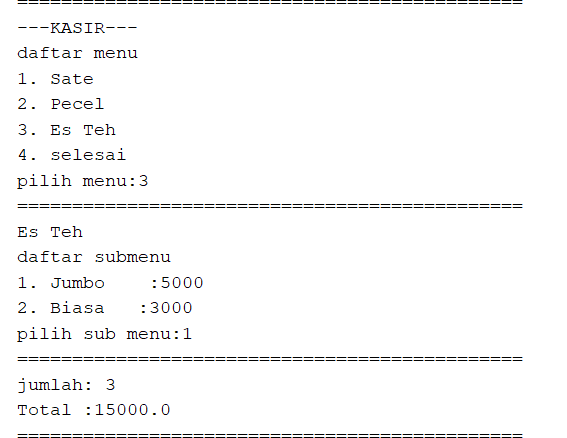 ==============================================
---KASIR---
daftar menu
1. Sate
2. Pecel
3. Es Teh
4. selesai
pilih menu:3
==============================================
Es Teh
daftar submenu
1. Jumbo    :5000
2. Biasa   :3000
pilih sub menu:1
==============================================
jumlah: 3
Total :15000.0
==============================================